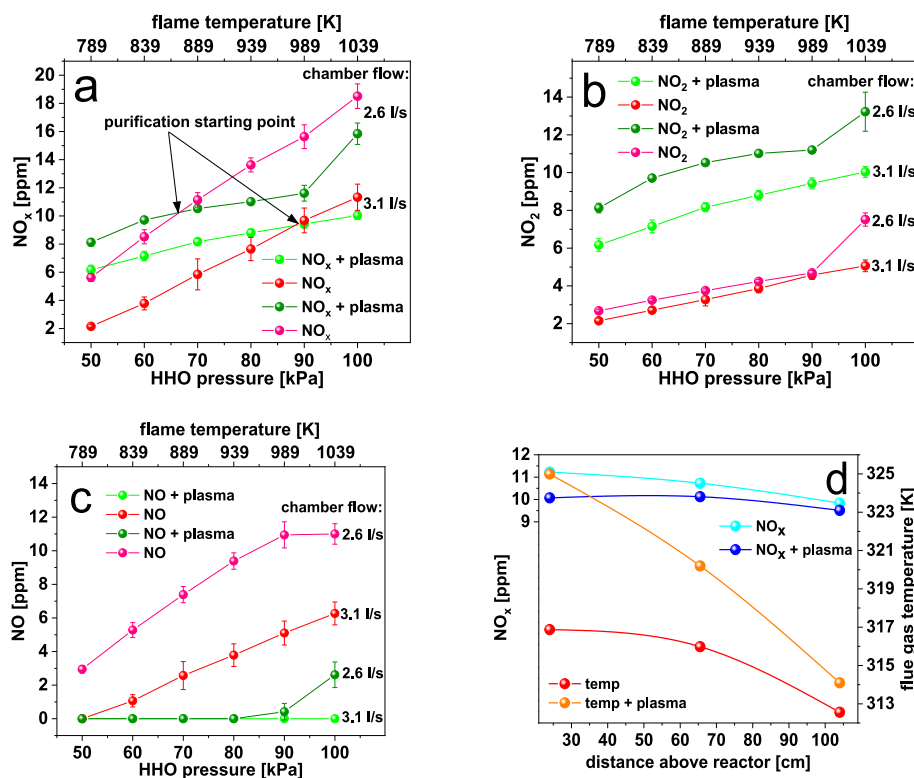 flame temperature [K]
789 839 889 939 989 1039
a
chamber flow:
2.6 l/s
purification starting point
3.1 l/s
NOx + plasma
NOx
NOx + plasma
NOx
NOx [ppm]
20
18
16
14
12
10
8
6
4
2
50 60 70 80 90 100
HHO pressure [kPa]
flame temperature [K]
789 839 889 939 989 1039
b
NO2 + plasma
NO2
NO2 + plasma
NO2
chamber flow:
2.6 l/s
3.1 l/s
2.6 l/s
3.1 l/s
NO2 [ppm]
14
12
10
8
6
4
2
50 60 70 80 90 100
HHO pressure [kPa]
flame temperature [K]
789 839 889 939 989 1039
c
NO + plasma
NO
NO + plasma
NO
chamber flow:
2.6 l/s
3.1 l/s
2.6 l/s
3.1 l/s
NO [ppm]
14
12
10
8
6
4
2
0
50 60 70 80 90 100
HHO pressure [kPa]
d
NOX
NOX + plasma
temp
temp + plasma
NOx [ppm]
12
11
10
9
flue gas temperature [K]
325
323
321
319
317
315
313
30 40 50 60 70 80 90 100
distance above reactor [cm]